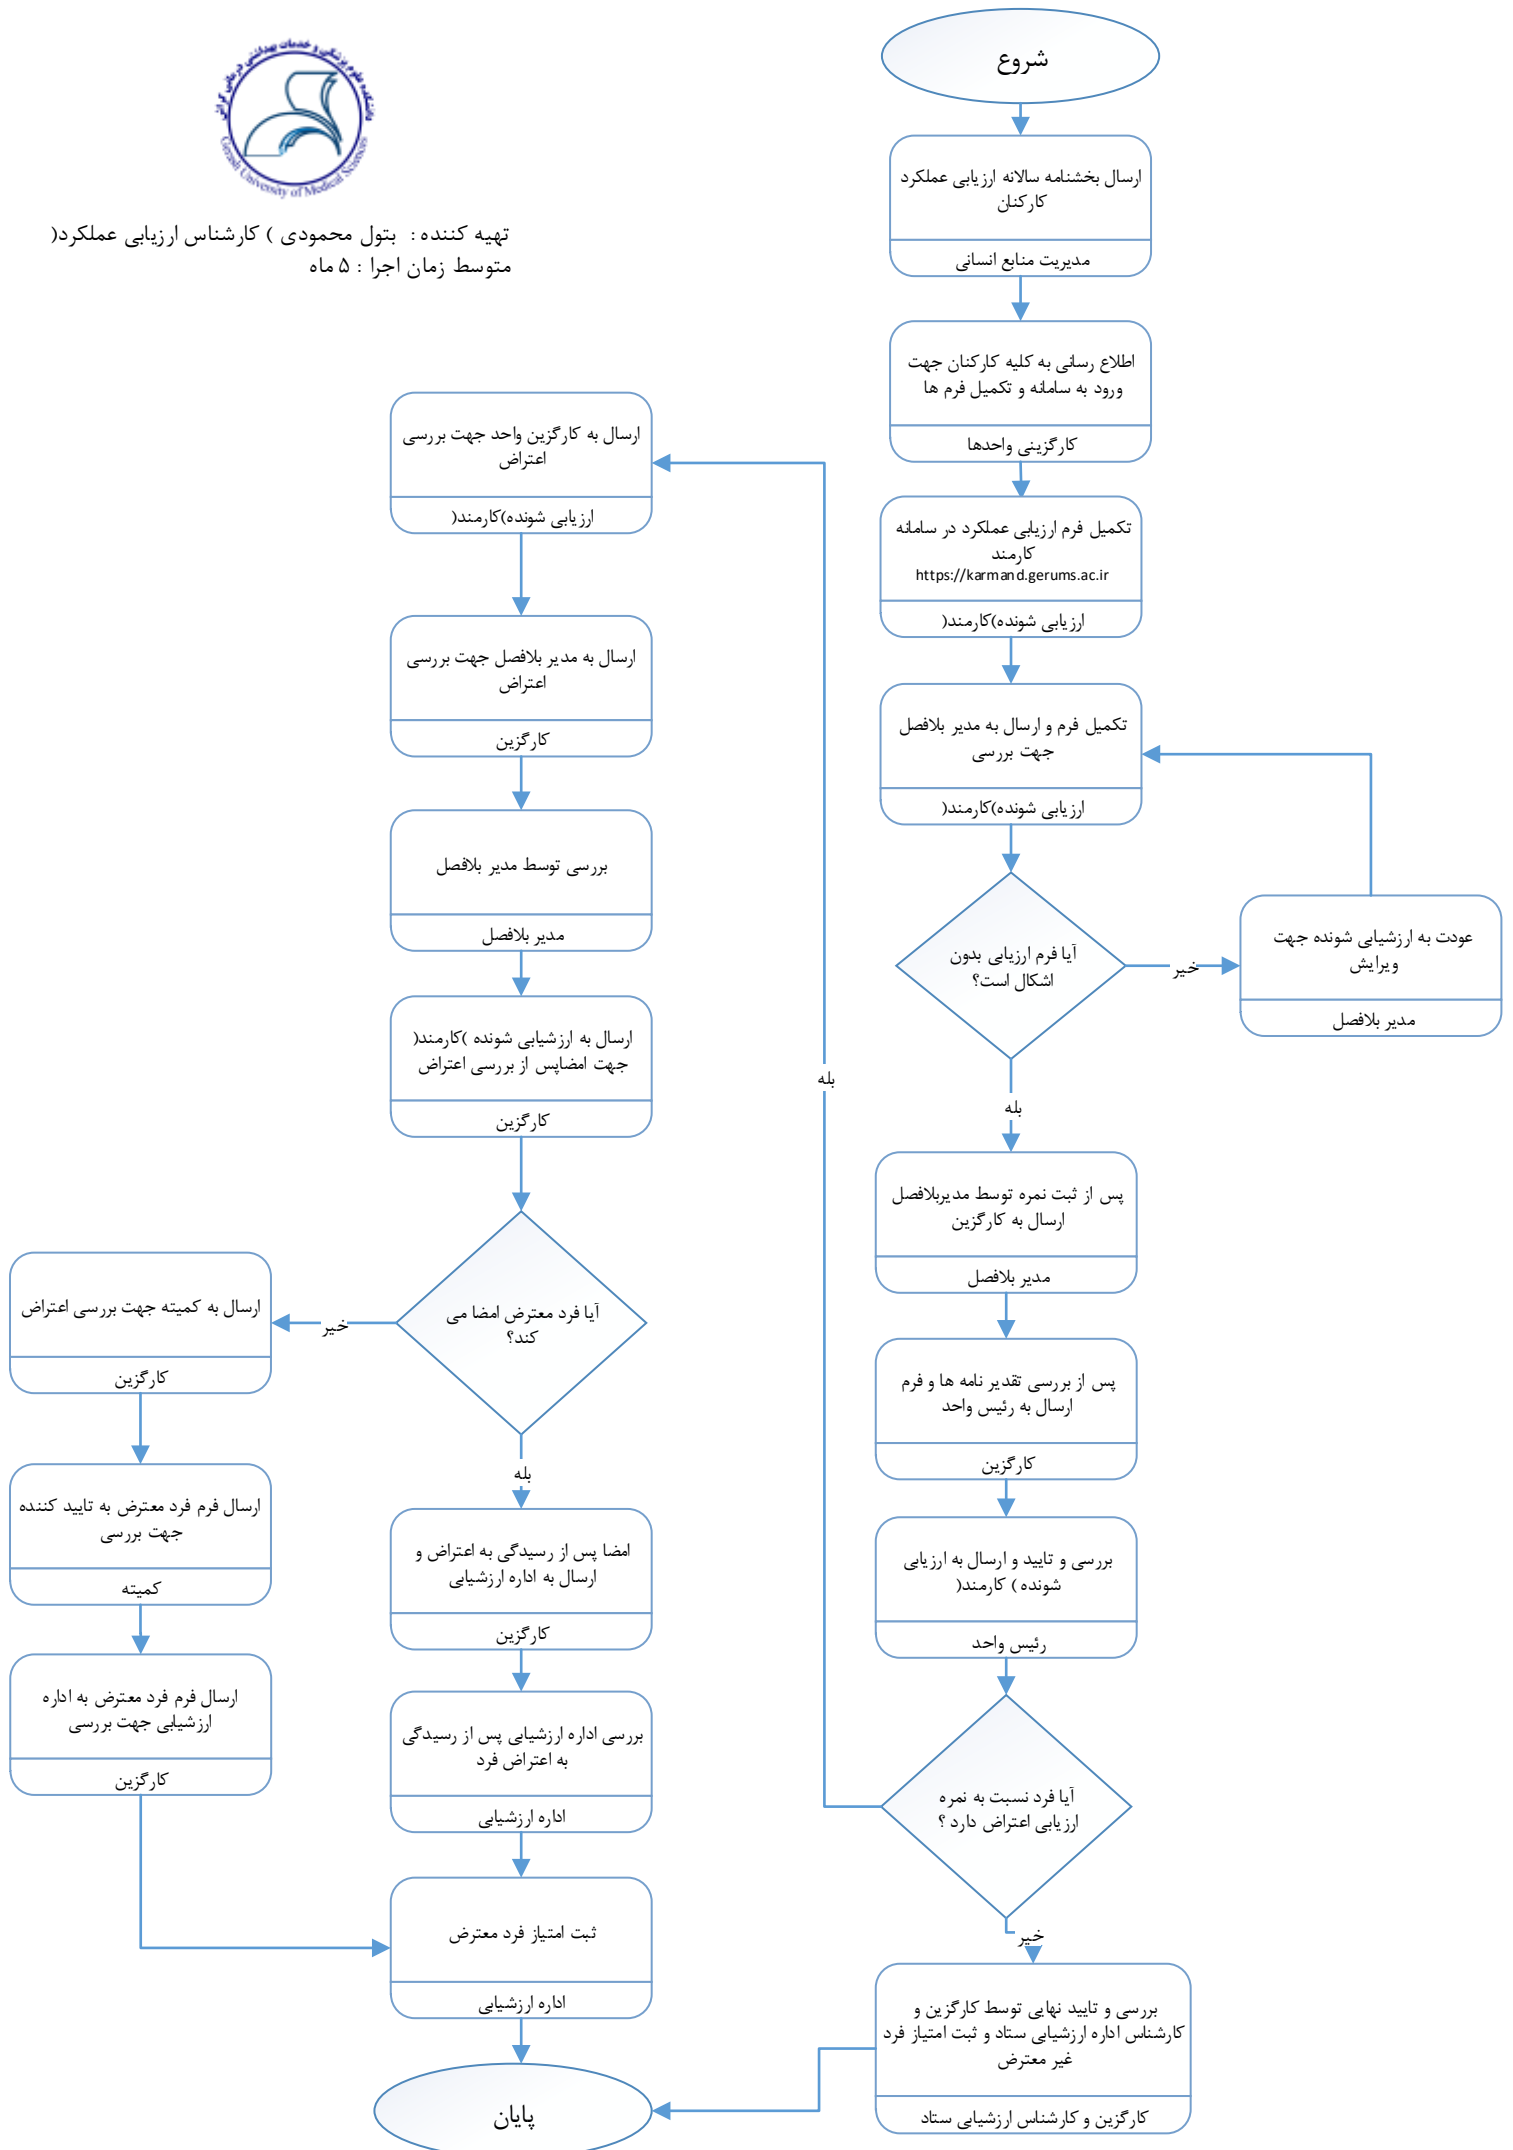 دانشکده علوم پزشکی و خدمات بهداشتی درمانی گراش
Gerash University of Medical Sciences
تهیه کننده : بتول محمودی ) کارشناس ارزیابی عملکرد(
متوسط زمان اجرا : ۵ ماه
شروع
ارسال بخشنامه سالانه ارزیابی عملکرد
کارکنان
مدیریت منابع انسانی
اطلاع رسانی به کلیه کارکنان جهت
ورود به سامانه و تکمیل فرم ها
کارگزینی واحدها
تکمیل فرم ارزیابی عملکرد در سامانه
کارمند
https://karmand.gerums.ac.ir
ارزیابی شونده)کارمند(
تکمیل فرم و ارسال به مدیر بلافصل
جهت بررسی
ارزیابی شونده)کارمند(
آیا فرم ارزیابی بدون
اشکال است؟
خیر
عودت به ارزشیابی شونده جهت
ویرایش
مدیر بلافصل
بله
پس از ثبت نمره توسط مدیربلافصل
ارسال به کارگزین
مدیر بلافصل
پس از بررسی تقدیر نامه ها و فرم
ارسال به رئیس واحد
کارگزین
بررسی و تایید و ارسال به ارزیابی
شونده ) کارمند(
رئیس واحد
آیا فرد نسبت به نمره
ارزیابی اعتراض دارد ؟
خیر
بررسی و تایید نهایی توسط کارگزین و
کارشناس اداره ارزشیابی ستاد و ثبت امتیاز فرد
غیر معترض
کارگزین و کارشناس ارزشیابی ستاد
بله
ارسال به کارگزین واحد جهت بررسی
اعتراض
ارزیابی شونده)کارمند(
ارسال به مدیر بلافصل جهت بررسی
اعتراض
کارگزین
بررسی توسط مدیر بلافصل
مدیر بلافصل
ارسال به ارزشیابی شونده )کارمند(
جهت امضاپس از بررسی اعتراض
کارگزین
آیا فرد معترض امضا می
کند؟
خیر
ارسال به کمیته جهت بررسی اعتراض
کارگزین
ارسال فرم فرد معترض به تایید کننده
جهت بررسی
کمیته
ارسال فرم فرد معترض به اداره
ارزشیابی جهت بررسی
کارگزین
بله
امضا پس از رسیدگی به اعتراض و
ارسال به اداره ارزشیابی
کارگزین
بررسی اداره ارزشیابی پس از رسیدگی
به اعتراض فرد
اداره ارزشیابی
ثبت امتیاز فرد معترض
اداره ارزشیابی
پایان